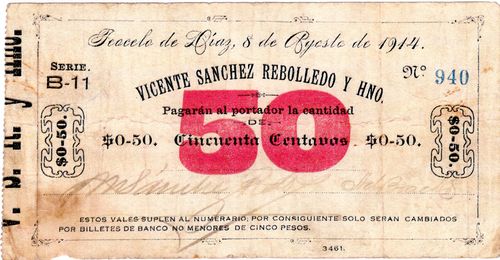 Teocelo de Díaz, 8 de Agosto de 1914.
SERIE.
B-11
Nº 940
VICENTE SANCHEZ REBOLLEDO Y HNO.
Pagarán al portador la cantidad
DE
50
$0-50. Cincuenta Centavos $0-50.
$0-50.
$0-50.
V. S. R. y Hno.
ESTOS VALES SUPLEN AL NUMERARIO, POR CONSIGUIENTE SOLO SERAN CAMBIADOS
POR BILLETES DE BANCO NO MENORES DE CINCO PESOS.
3461.